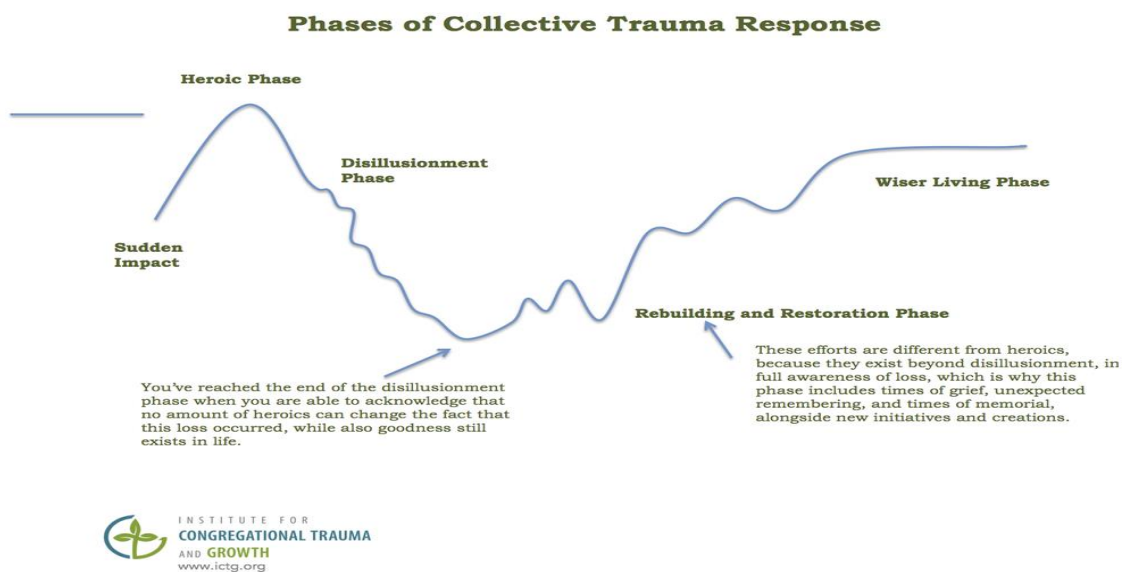 Phases of Collective Trauma Response
Heroic Phase
Disillusionment
Phase
Wiser Living Phase
Sudden
Impact
Rebuilding and Restoration Phase
These efforts are different from heroics,
because they exist beyond disillusionment, in
full awareness of loss, which is why this
phase includes times of grief, unexpected
remembering, and times of memorial,
alongside new initiatives and creations.
You've reached the end of the disillusionment
phase when you are able to acknowledge that
no amount of heroics can change the fact that
this loss occurred, while also goodness still
exists in life.
INSTITUTE FOR
CONGREGATIONAL TRAUMA
AND GROWTH
www.ictg.org